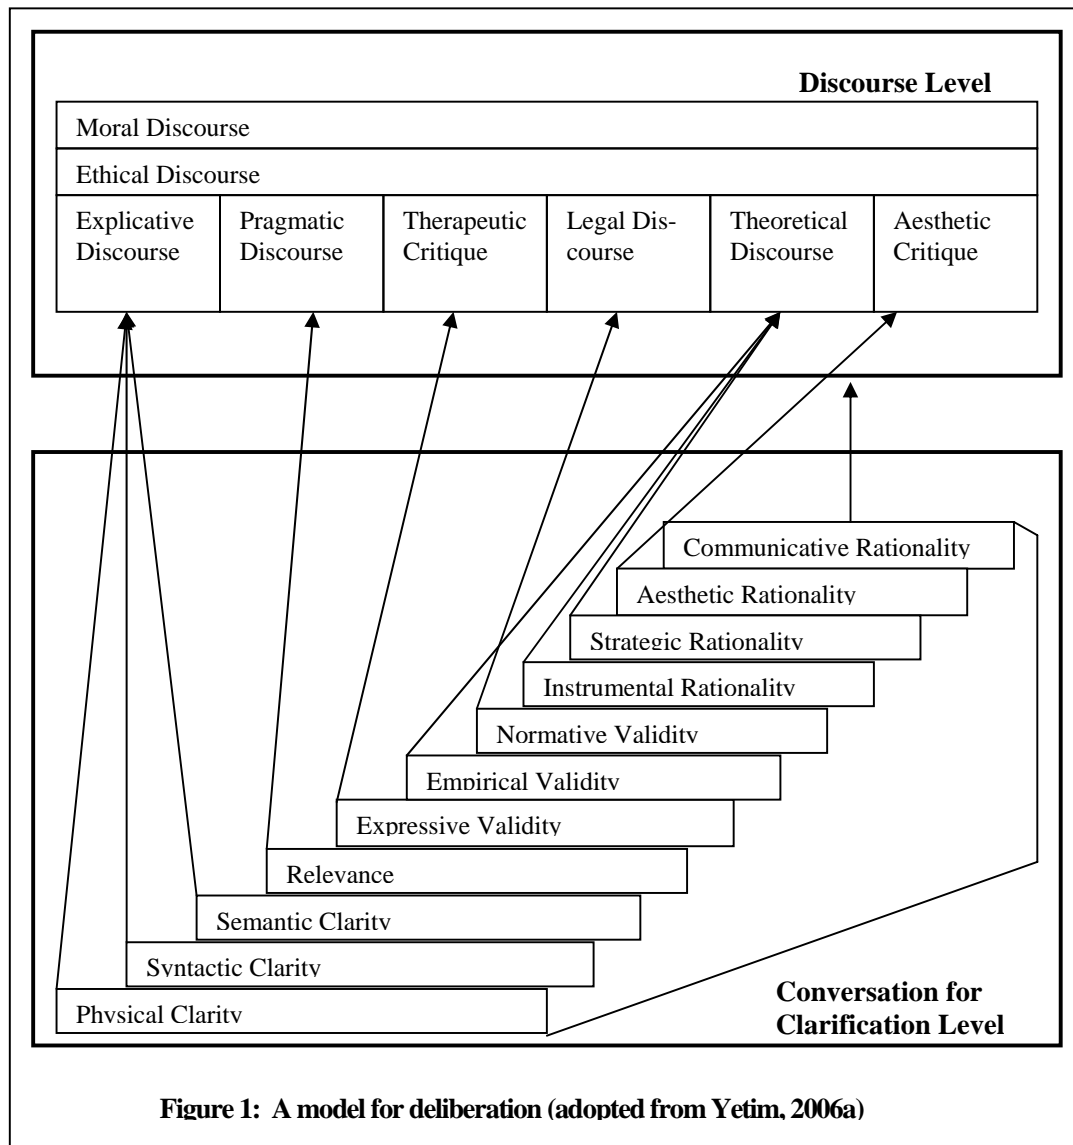 Discourse Level
Moral Discourse
Ethical Discourse
Explicative
Discourse
Pragmatic
Discourse
Therapeutic
Critique
Legal Dis-
course
Theoretical
Discourse
Aesthetic
Critique
Communicative Rationality
Aesthetic Rationality
Strategic Rationality
Instrumental Rationality
Normative Validity
Empirical Validity
Expressive Validity
Relevance
Semantic Clarity
Syntactic Clarity
Physical Clarity
Conversation for
Clarification Level
Figure 1: A model for deliberation (adopted from Yetim, 2006a)